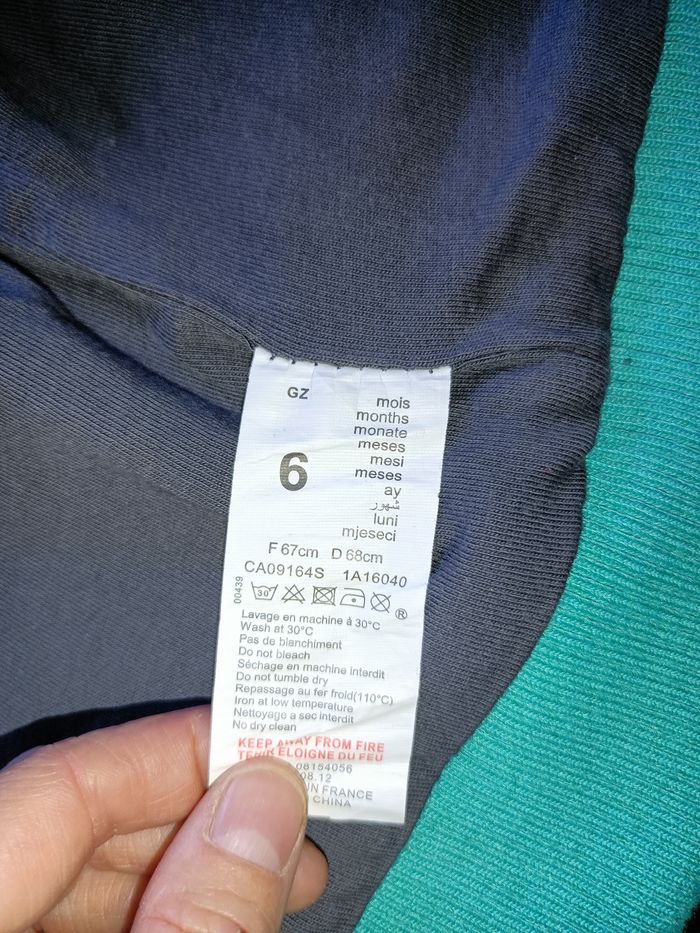 GZ
mois
months
monate
meses
mesi
6
meses
ay
شهور
luni
mjeseci
F 67cm D 68cm
CA09164S 1A16040
00439
30
®
Lavage en machine à 30°C
Wash at 30°C
Pas de blanchiment
Do not bleach
Séchage en machine interdit
Do not tumble dry
Repassage au fer froid(110°C)
Iron at low temperature
Nettoyage a sec interdit
No dry clean
KEEP AWAY FROM FIRE
TENIR ELOIGNE DU FEU
08154056
08.12
IN FRANCE
CHINA